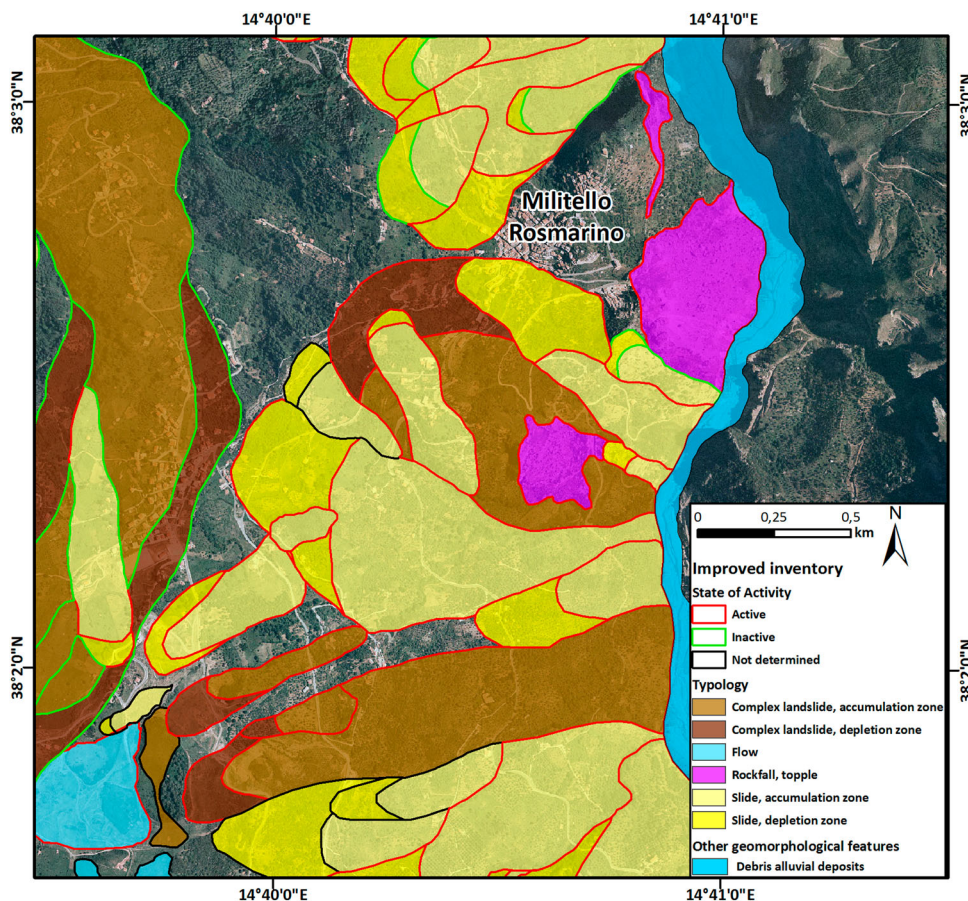 14°40'0"E
14°41'0"E
38°3'0"N
38°3'0"N
Militello
Rosmarino
0
0,25
0,5
km
N
Improved inventory
State of Activity
Active
Inactive
Not determined
Typology
Complex landslide, accumulation zone
Complex landslide, depletion zone
Flow
Rockfall, topple
Slide, accumulation zone
Slide, depletion zone
Other geomorphological features
Debris alluvial deposits
38°2'0"N
38°2'0"N
14°40'0"E
14°41'0"E